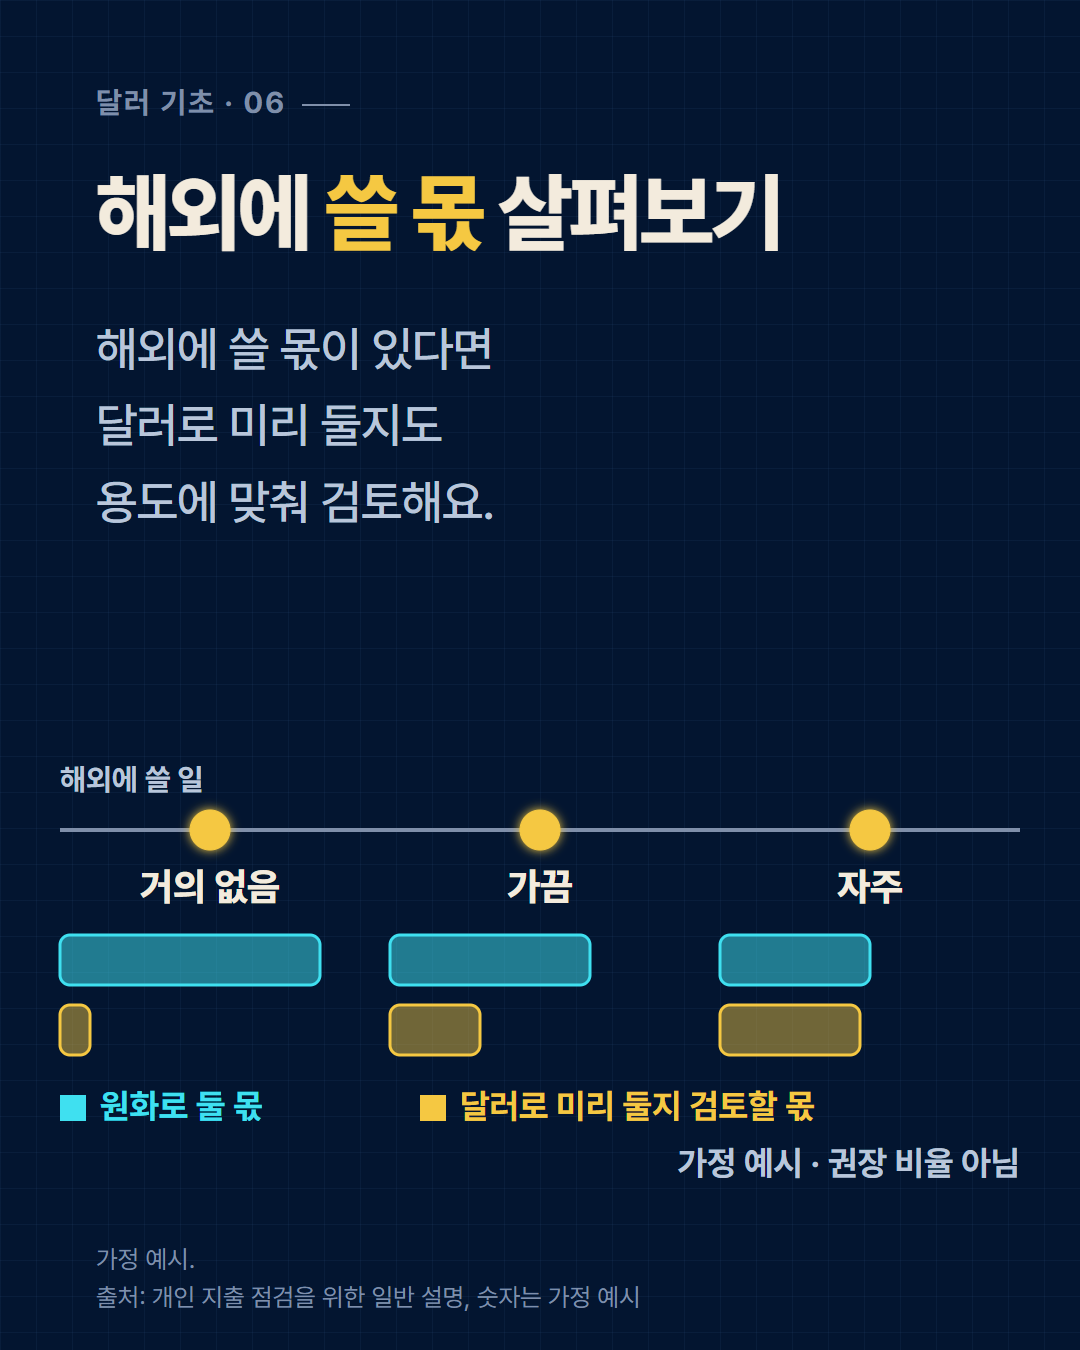 달러 기초 · 06
해외에 쓸 몫 살펴보기
해외에 쓸 몫이 있다면
달러로 미리 둘지도
용도에 맞춰 검토해요.
해외에 쓸 일
거의 없음
가끔
자주
원화로 둘 몫
달러로 미리 둘지 검토할 몫
가정 예시 · 권장 비율 아님
가정 예시.
출처: 개인 지출 점검을 위한 일반 설명, 숫자는 가정 예시